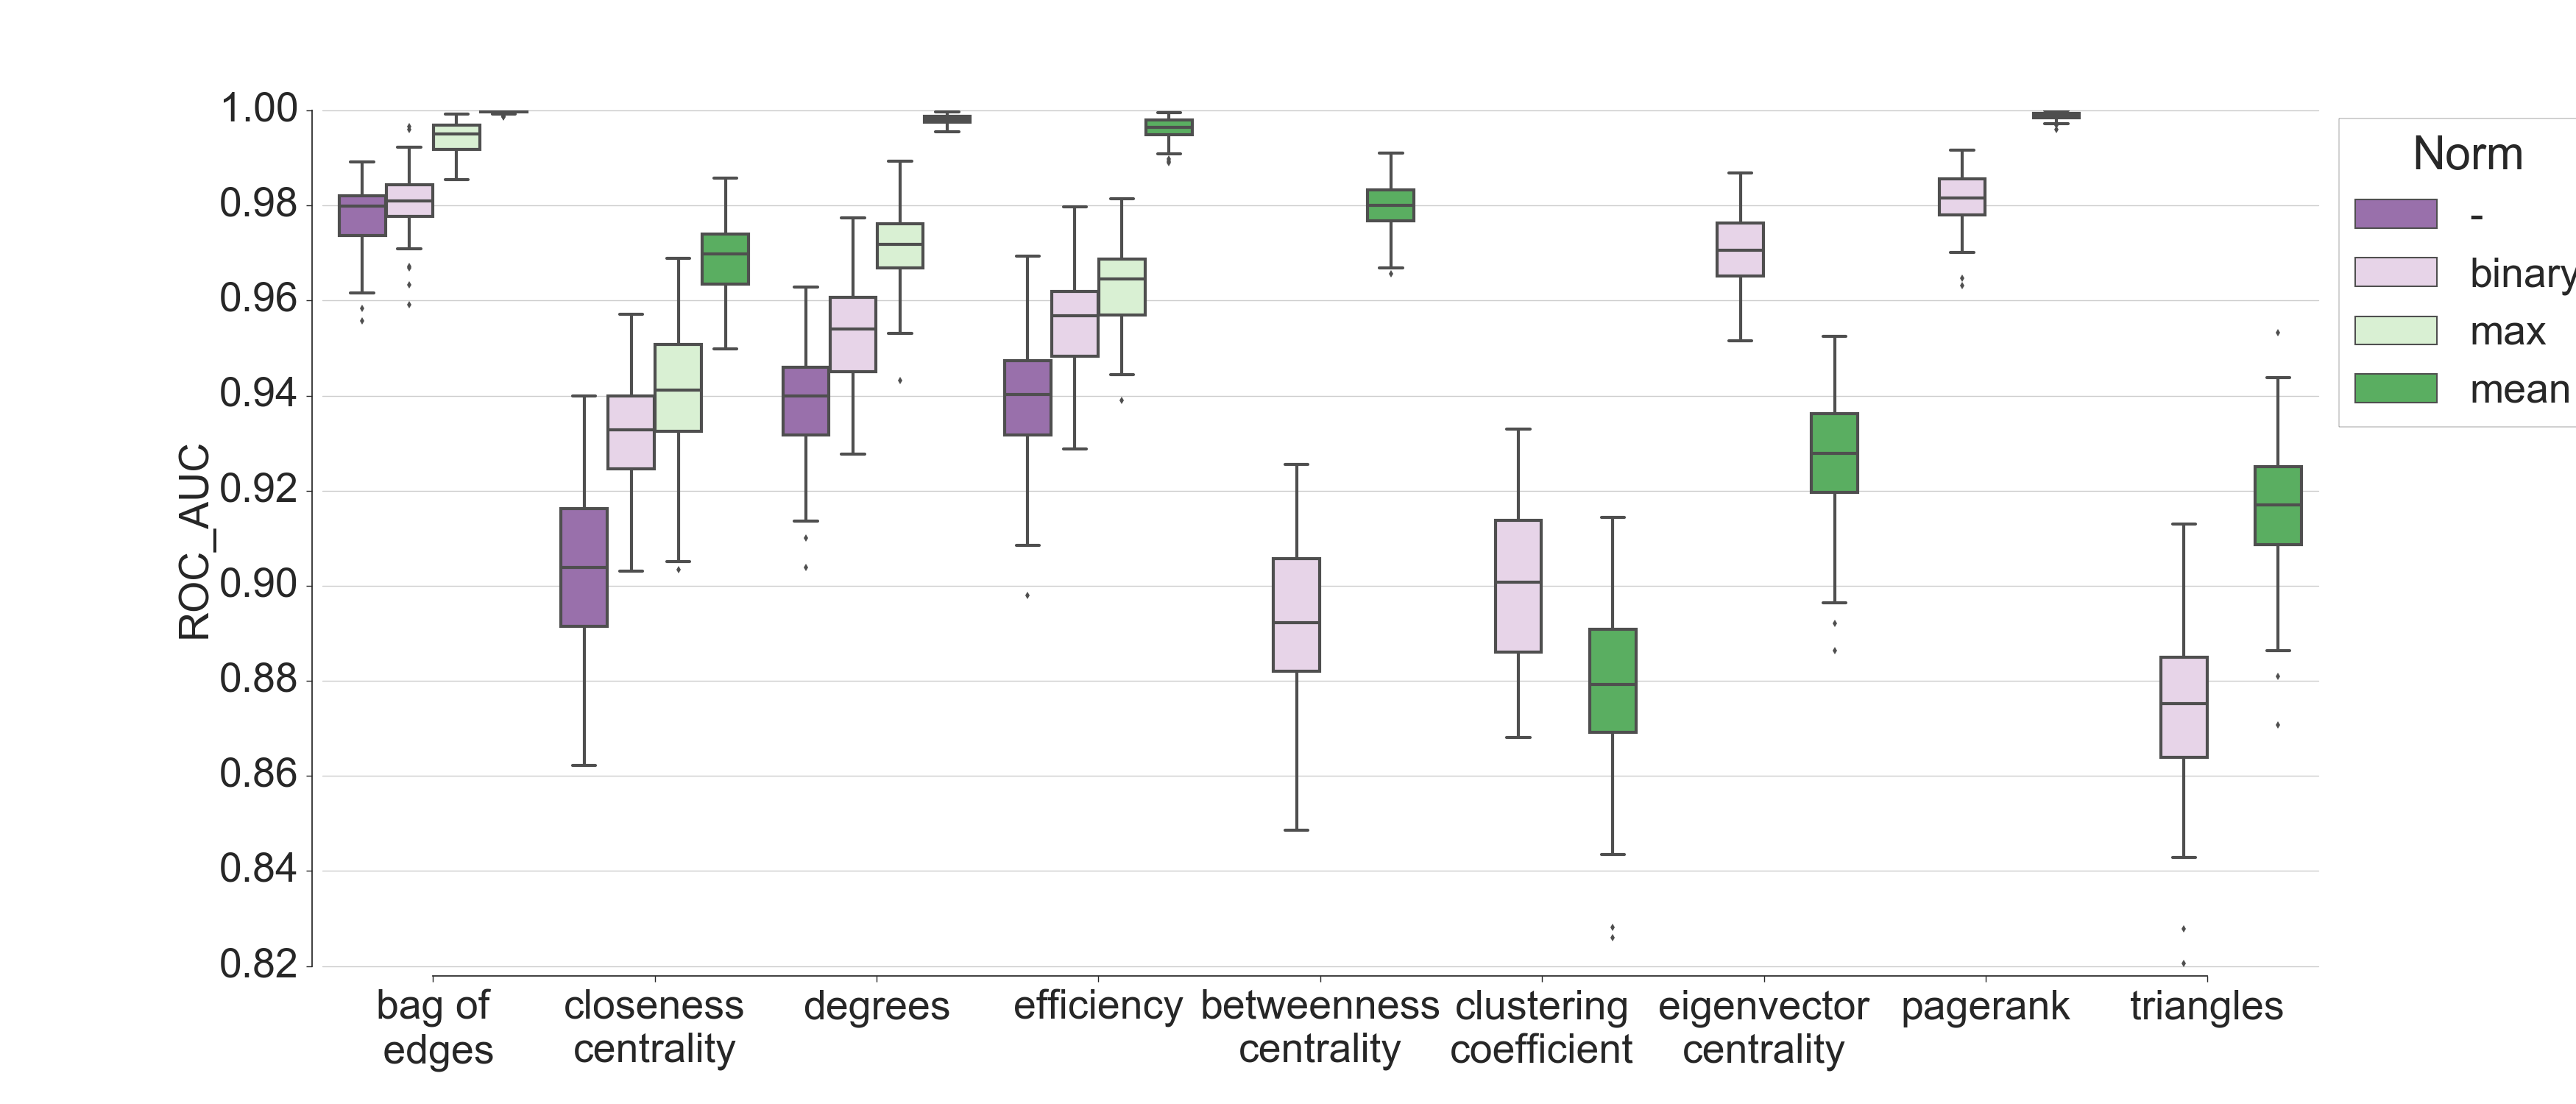 ROC_AUC
1.00
0.98
0.96
0.94
0.92
0.90
0.88
0.86
0.84
0.82
bag of
edges
closeness
centrality
degrees
efficiency
betweenness
centrality
clustering
coefficient
eigenvector
centrality
pagerank
triangles
Norm
-
binary
max
mean